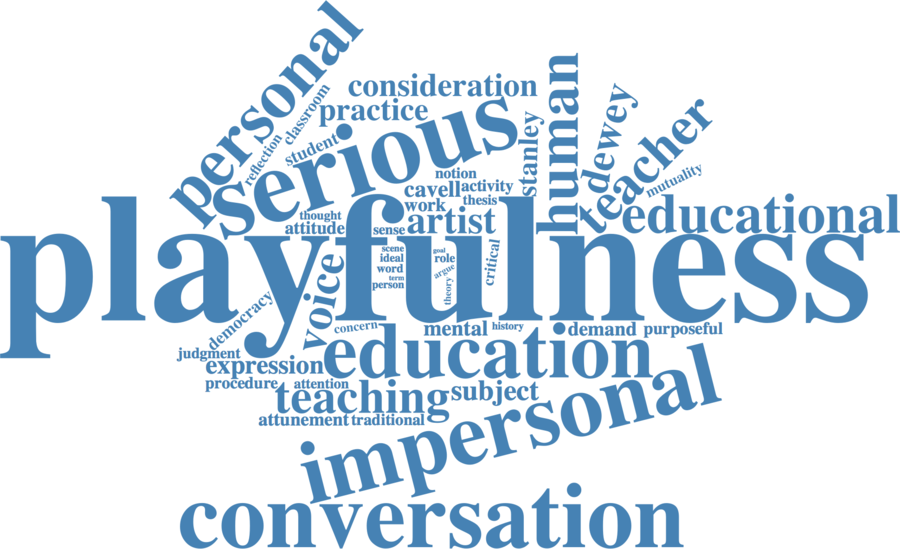 personal
consideration
practice
classroom
reflection
student
serious
human
stanley
dewey
teacher
mutuality
notion
cavell
activity
thesis
work
artist
educational
thought
attitude
sense
playfulness
scene
goal
ideal
role
word
argue
term
person
theory
critical
voice
democracy
concern
mental
history
demand
purposeful
judgment
expression
education
procedure
attention
teaching
subject
attunement
traditional
impersonal
conversation